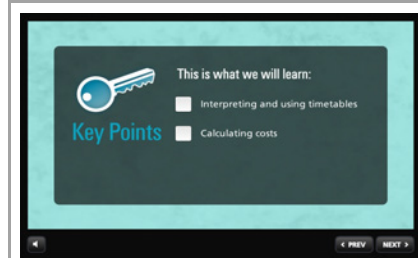 This is what we will learn:
Interpreting and using timetables
Key Points
Calculating costs
< PREV
NEXT >